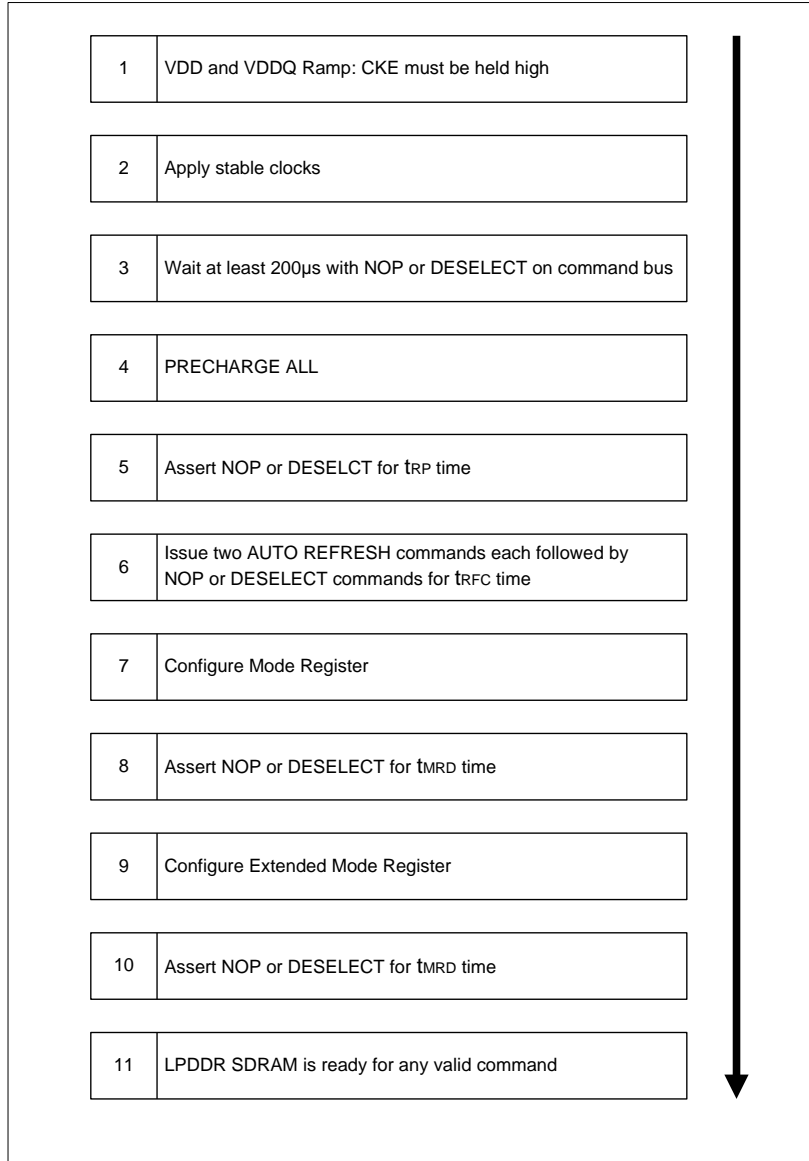 1 VDD and VDDQ Ramp: CKE must be held high
2 Apply stable clocks
3 Wait at least 200μs with NOP or DESELECT on command bus
4 PRECHARGE ALL
5 Assert NOP or DESELCT for tRP time
6 Issue two AUTO REFRESH commands each followed by
NOP or DESELECT commands for tRFC time
7 Configure Mode Register
8 Assert NOP or DESELECT for tMRD time
9 Configure Extended Mode Register
10 Assert NOP or DESELECT for tMRD time
11 LPDDR SDRAM is ready for any valid command